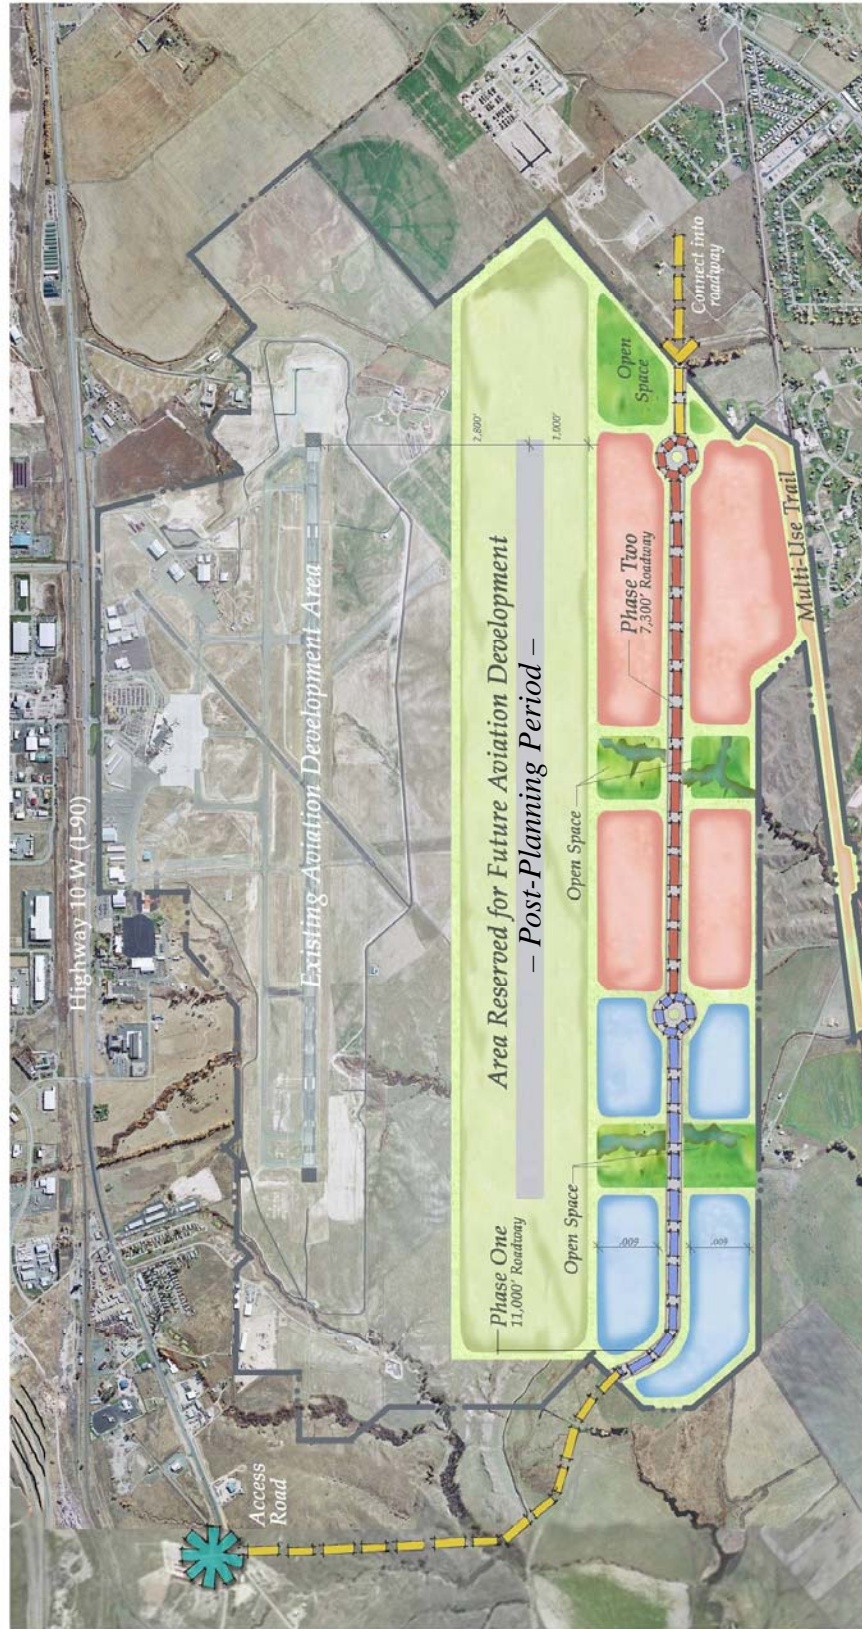 Highway 10 W (I-90)
Existing Aviation Development Area
Area Reserved for Future Aviation Development
– Post-Planning Period –
2,800'
1,000'
Open
Space
Connect into
roadway
Phase Two
7,300' Roadway
Multi-Use Trail
Open Space
Open Space
Phase One
11,000' Roadway
600'
600'
Access
Road